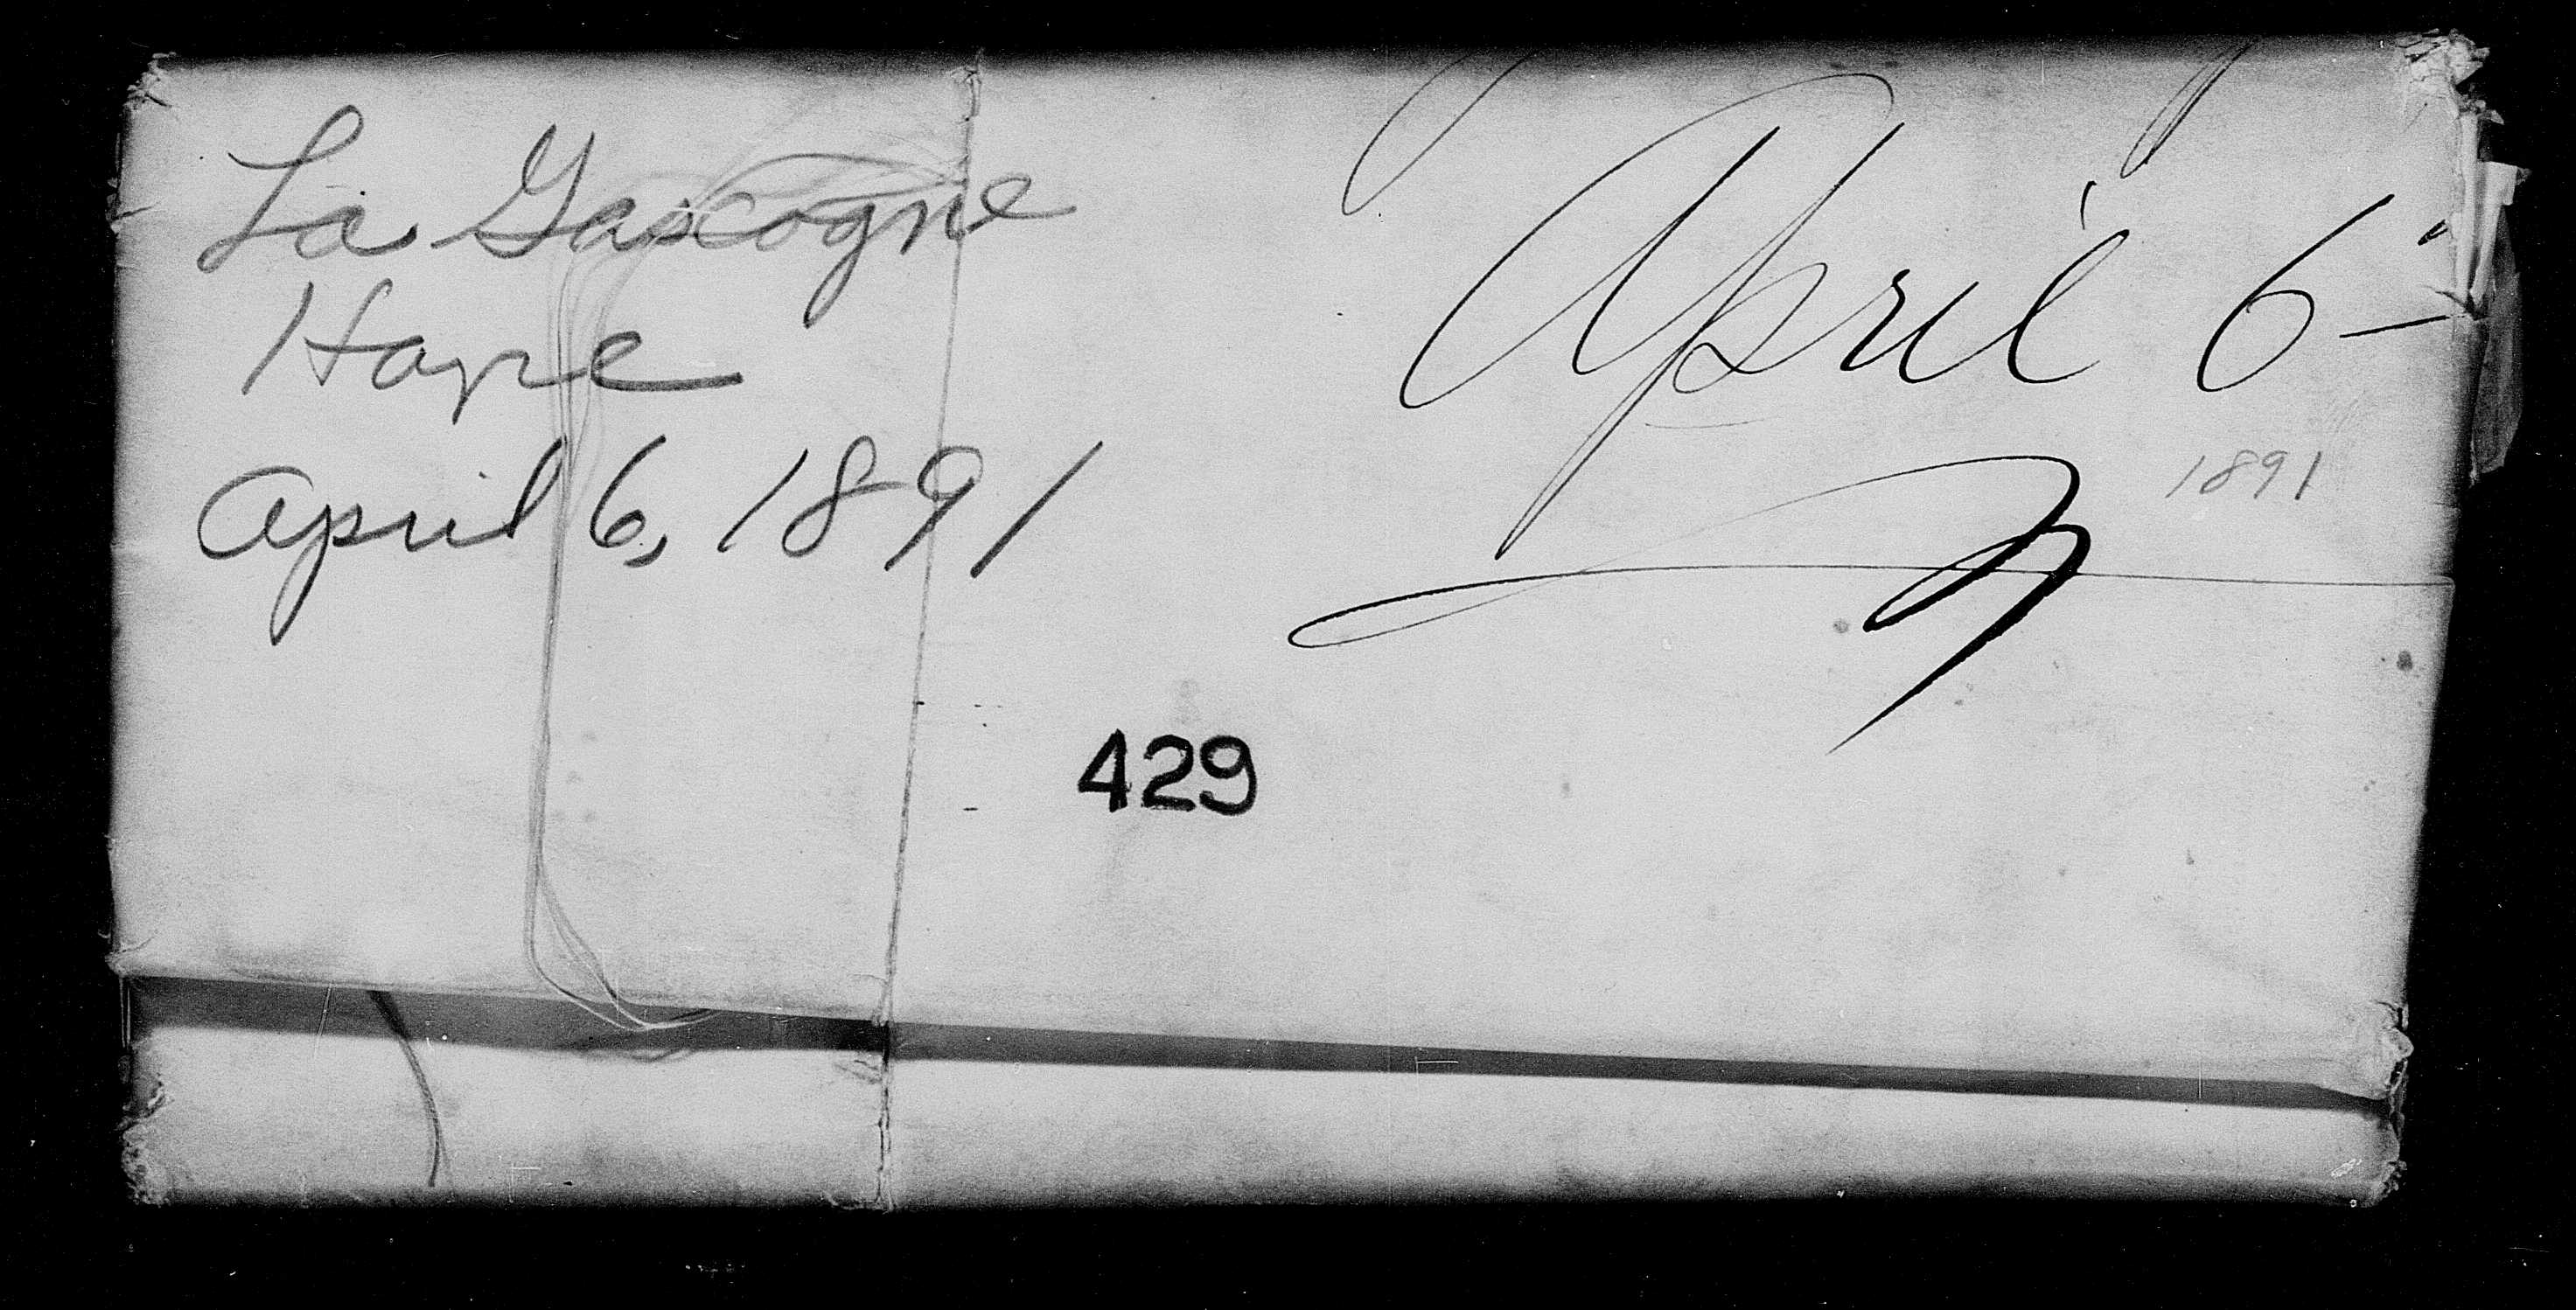 La Gascogne
Havre
April 6, 1891
April 6
1891
429